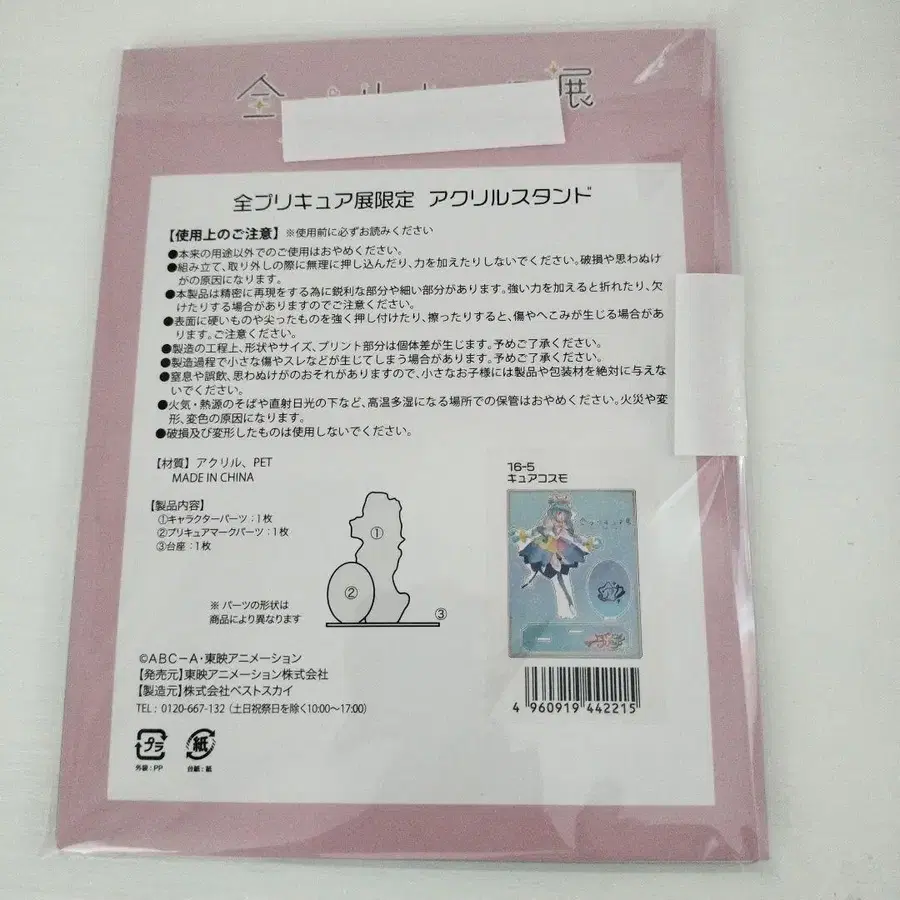 全 展
全プリキュア展限定 アクリルスタンド
【使用上のご注意】※使用前に必ずお読みください
●本来の用途以外でのご使用はおやめください。
●組み立て、取り外しの際に無理に押し込んだり、力を加えたりしないでください。破損や思わぬけ
がの原因になります。
●本製品は精密に再現をする為に鋭利な部分や細い部分があります。強い力を加えると折れたり、欠
けたりする場合がありますのでご注意ください。
●表面に硬いものや尖ったものを強く押し付けたり、擦ったりすると、傷やへこみが生じる場合があ
ります。ご注意ください。
●製造の工程上、形状やサイズ、プリント部分は個体差が生じます。予めご了承ください。
●製造過程で小さな傷やスレなどが生じてしまう場合があります。予めご了承ください。
●窒息や誤飲、思わぬけがのおそれがありますので、小さなお子様には製品や包装材を絶対に与えな
いでください。
●火気・熱源のそばや直射日光の下など、高温多湿になる場所での保管はおやめください。火災や変
形、変色の原因になります。
●破損及び変形したものは使用しないでください。
【材質】アクリル、PET
MADE IN CHINA
【製品内容】
①キャラクターパーツ：1枚
②プリキュアマークパーツ：1枚
③台座：1枚
①
②
③
※ パーツの形状は
商品により異なります
16-5
キュアコスモ
4 960919 442215
©ABC－A・東映アニメーション
【発売元】東映アニメーション株式会社
【製造元】株式会社ベストスカイ
TEL： 0120-667-132（土日祝祭日を除く10:00～17:00）
プラ
外袋：PP
紙
台紙：紙